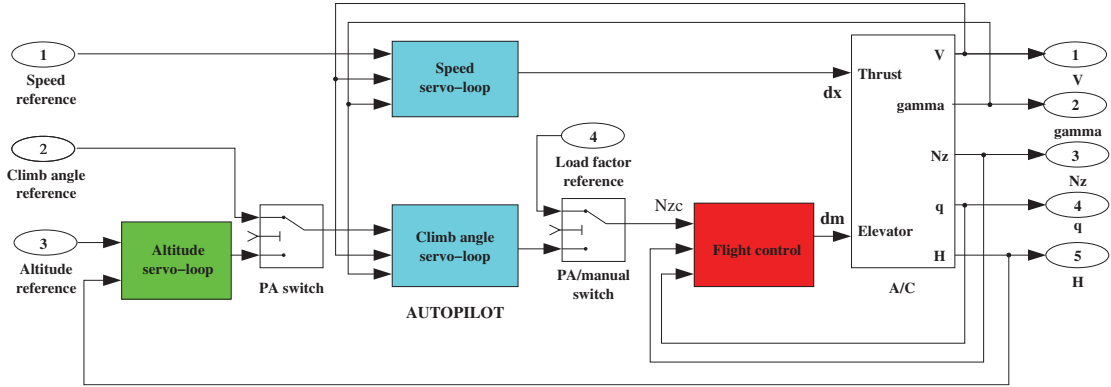 1
Speed
reference
2
Climb angle
reference
3
Altitude
reference
Altitude
servo-loop
PA switch
Speed
servo-loop
Climb angle
servo-loop
AUTOPILOT
4
Load factor
reference
PA/manual
switch
Nzc
Flight control
dx
dm
Thrust
Elevator
V
gamma
Nz
q
H
A/C
1
V
2
gamma
3
Nz
4
q
5
H